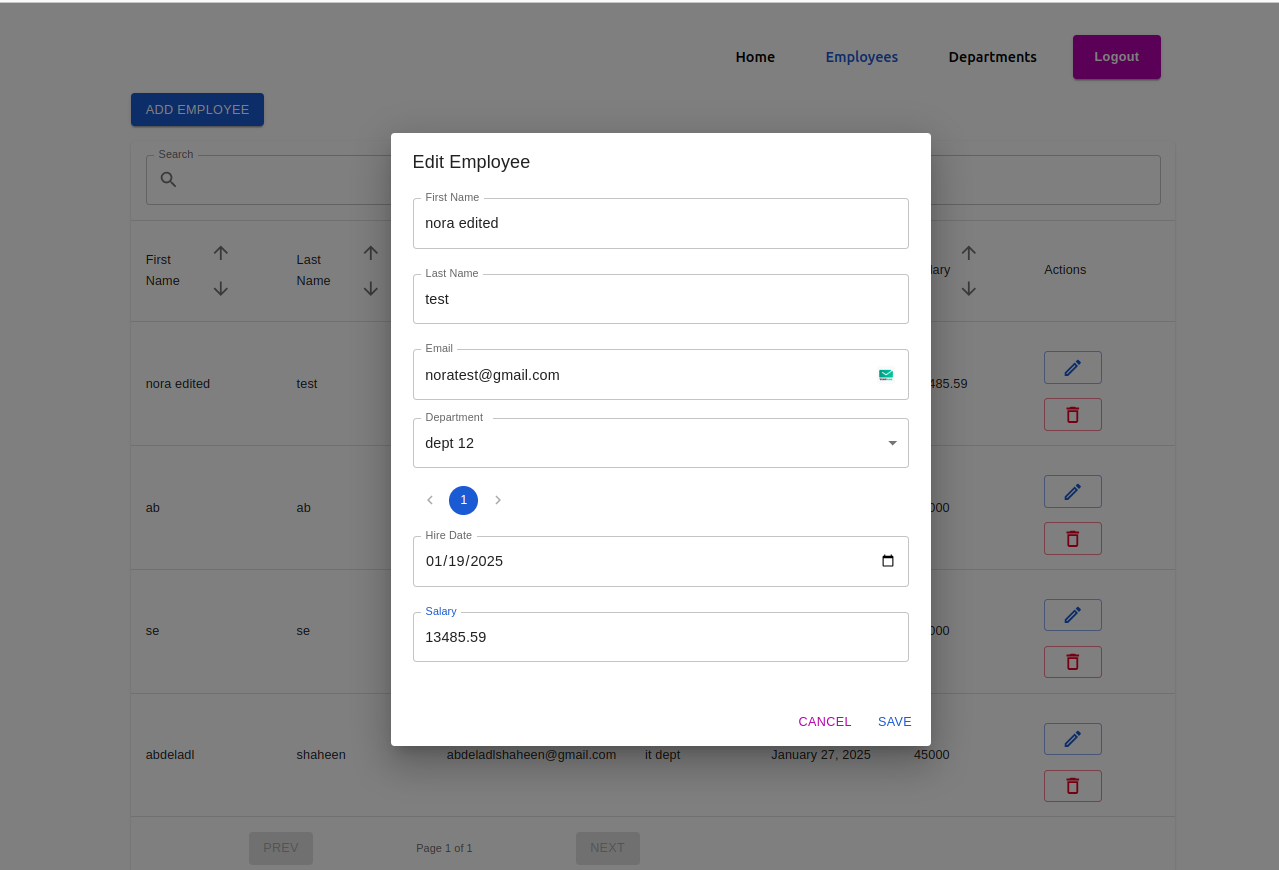 Home
Employees
Departments
Logout
ADD EMPLOYEE
Search
First
Name
Last
Name
lary
Actions
nora edited
test
485.59
ab
ab
000
se
se
000
abdeladl
shaheen
abdeladlshaheen@gmail.com
it dept
January 27, 2025
45000
PREV
Page 1 of 1
NEXT
Edit Employee
First Name
nora edited
Last Name
test
Email
noratest@gmail.com
Department
dept 12
1
Hire Date
01/19/2025
Salary
13485.59
CANCEL
SAVE